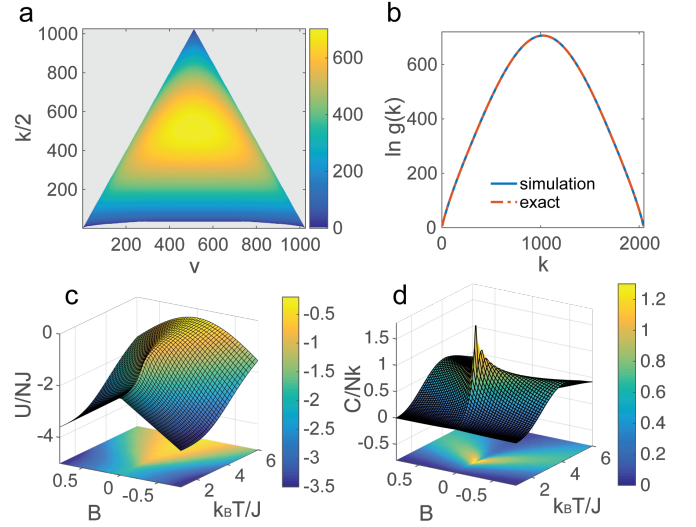 a
1000
800
600
400
200
k/2
200 400 600 800 1000
v
600
400
200
0
b
600
400
200
0
ln g(k)
simulation
exact
0 1000 2000
k
c
0
-2
-4
U/NJ
0.5 0 -0.5
B
2 4 6
k_BT/J
-0.5
-1
-1.5
-2
-2.5
-3
-3.5
d
1.5
1
0.5
0
-0.5
C/Nk
0.5 0 -0.5
B
2 4 6
k_BT/J
1.2
1
0.8
0.6
0.4
0.2
0